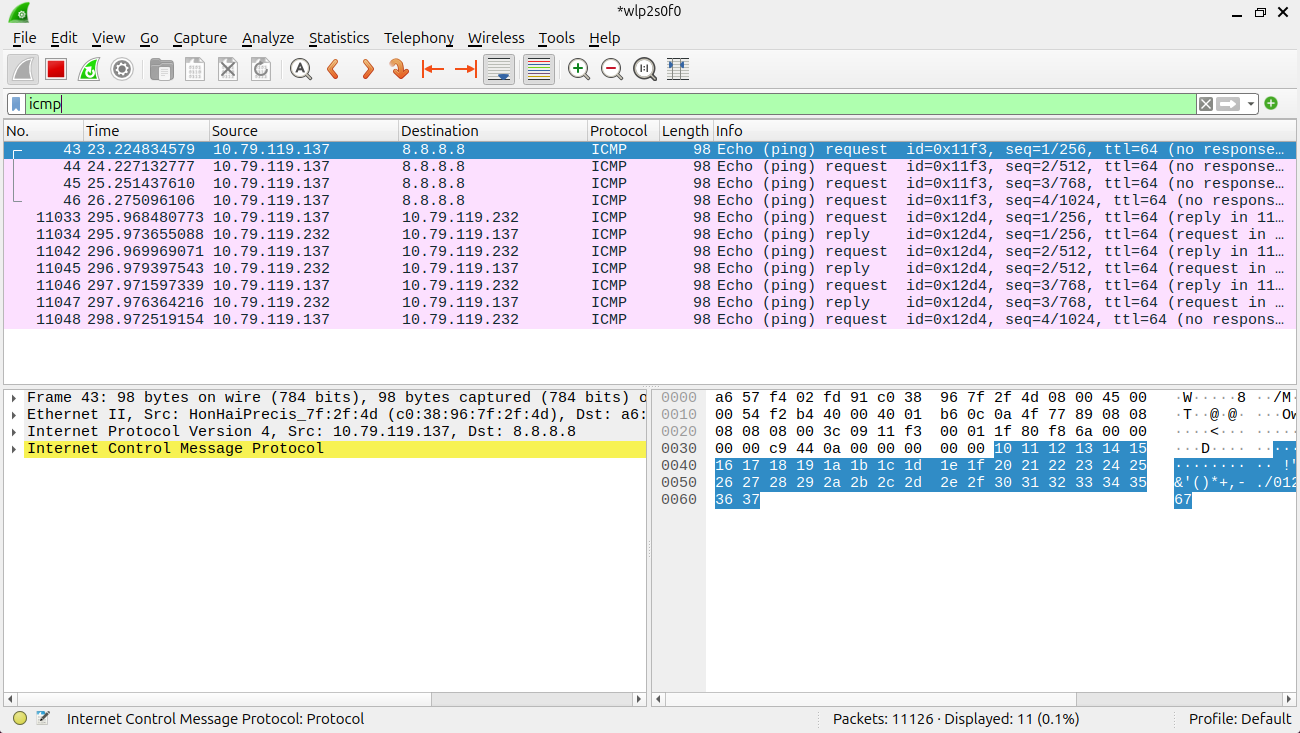 *wlp2s0f0
File Edit View Go Capture Analyze Statistics Telephony Wireless Tools Help
icmp
No. Time Source Destination Protocol Length Info
43 23.224834579 10.79.119.137 8.8.8.8 ICMP 98 Echo (ping) request id=0x11f3, seq=1/256, ttl=64 (no response…
44 24.227132777 10.79.119.137 8.8.8.8 ICMP 98 Echo (ping) request id=0x11f3, seq=2/512, ttl=64 (no response…
45 25.251437610 10.79.119.137 8.8.8.8 ICMP 98 Echo (ping) request id=0x11f3, seq=3/768, ttl=64 (no response…
46 26.275096106 10.79.119.137 8.8.8.8 ICMP 98 Echo (ping) request id=0x11f3, seq=4/1024, ttl=64 (no respons…
11033 295.968480773 10.79.119.137 10.79.119.232 ICMP 98 Echo (ping) request id=0x12d4, seq=1/256, ttl=64 (reply in 11…
11034 295.973655088 10.79.119.232 10.79.119.137 ICMP 98 Echo (ping) reply id=0x12d4, seq=1/256, ttl=64 (request in …
11042 296.969969071 10.79.119.137 10.79.119.232 ICMP 98 Echo (ping) request id=0x12d4, seq=2/512, ttl=64 (reply in 11…
11045 296.979397543 10.79.119.232 10.79.119.137 ICMP 98 Echo (ping) reply id=0x12d4, seq=2/512, ttl=64 (request in …
11046 297.971597339 10.79.119.137 10.79.119.232 ICMP 98 Echo (ping) request id=0x12d4, seq=3/768, ttl=64 (reply in 11…
11047 297.976364216 10.79.119.232 10.79.119.137 ICMP 98 Echo (ping) reply id=0x12d4, seq=3/768, ttl=64 (request in …
11048 298.972519154 10.79.119.137 10.79.119.232 ICMP 98 Echo (ping) request id=0x12d4, seq=4/1024, ttl=64 (no respons…
Frame 43: 98 bytes on wire (784 bits), 98 bytes captured (784 bits) o
Ethernet II, Src: HonHaiPrecis_7f:2f:4d (c0:38:96:7f:2f:4d), Dst: a6:
Internet Protocol Version 4, Src: 10.79.119.137, Dst: 8.8.8.8
Internet Control Message Protocol
0000 a6 57 f4 02 fd 91 c0 38 96 7f 2f 4d 08 00 45 00 ·W·····8 ··/M·
0010 00 54 f2 b4 40 00 40 01 b6 0c 0a 4f 77 89 08 08 ·T··@·@· ···Ow
0020 08 08 08 00 3c 09 11 f3 00 01 1f 80 f8 6a 00 00 ····<··· ·····
0030 00 00 c9 44 0a 00 00 00 00 00 10 11 12 13 14 15 ···D···· ·····
0040 16 17 18 19 1a 1b 1c 1d 1e 1f 20 21 22 23 24 25 ········ ·· !"
0050 26 27 28 29 2a 2b 2c 2d 2e 2f 30 31 32 33 34 35 &'()*+,- ./012
0060 36 37 67
Internet Control Message Protocol: Protocol
Packets: 11126 · Displayed: 11 (0.1%)
Profile: Default